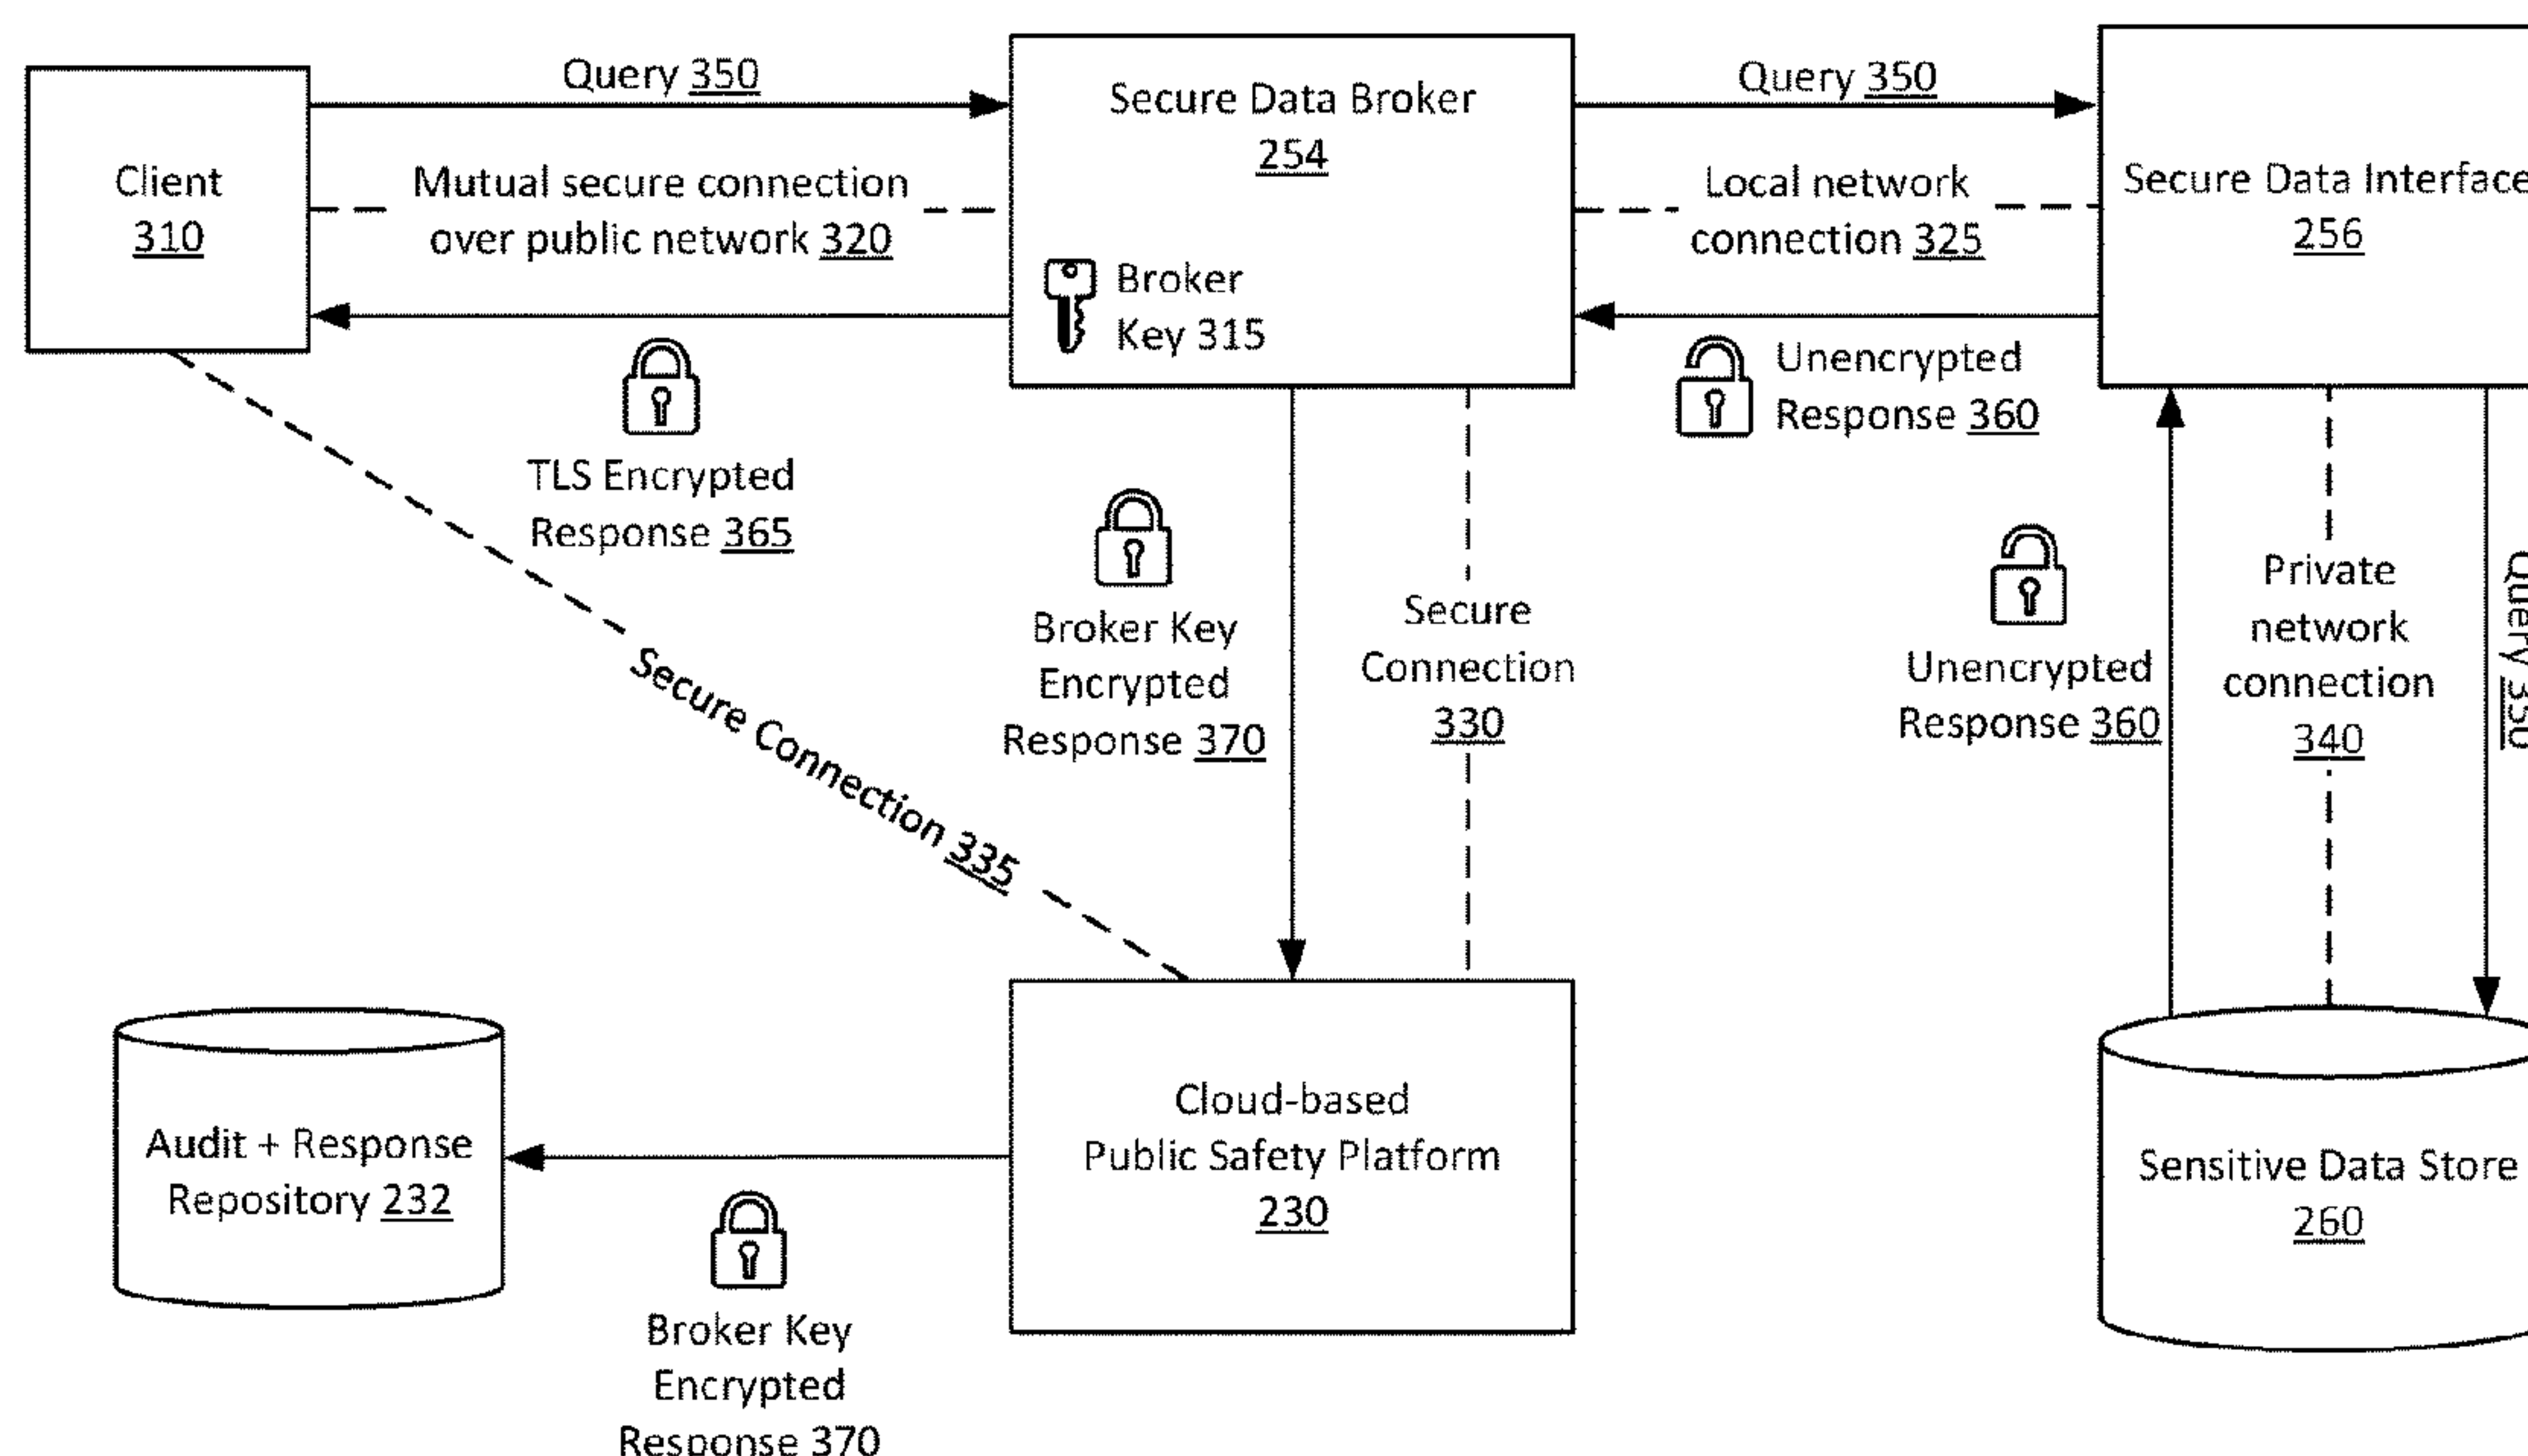 Query 350
Client
310
Mutual secure connection
over public network 320
Secure Data Broker
254
Broker
Key 315
Query 350
Local network
connection 325
Secure Data Interface
256
TLS Encrypted
Response 365
Unencrypted
Response 360
Broker Key
Encrypted
Response 370
Secure
Connection
330
Secure Connection 335
Unencrypted
Response 360
Private
network
connection
340
Query 350
Audit + Response
Repository 232
Cloud-based
Public Safety Platform
230
Sensitive Data Store
260
Broker Key
Encrypted
Response 370